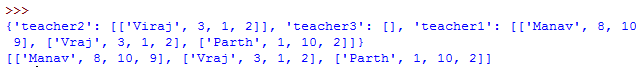 >>>
{'teacher2': [['Viraj', 3, 1, 2]], 'teacher3': [], 'teacher1': [['Manav', 8, 10
, 9], ['Vraj', 3, 1, 2], ['Parth', 1, 10, 2]]}
[['Manav', 8, 10, 9], ['Vraj', 3, 1, 2], ['Parth', 1, 10, 2]]